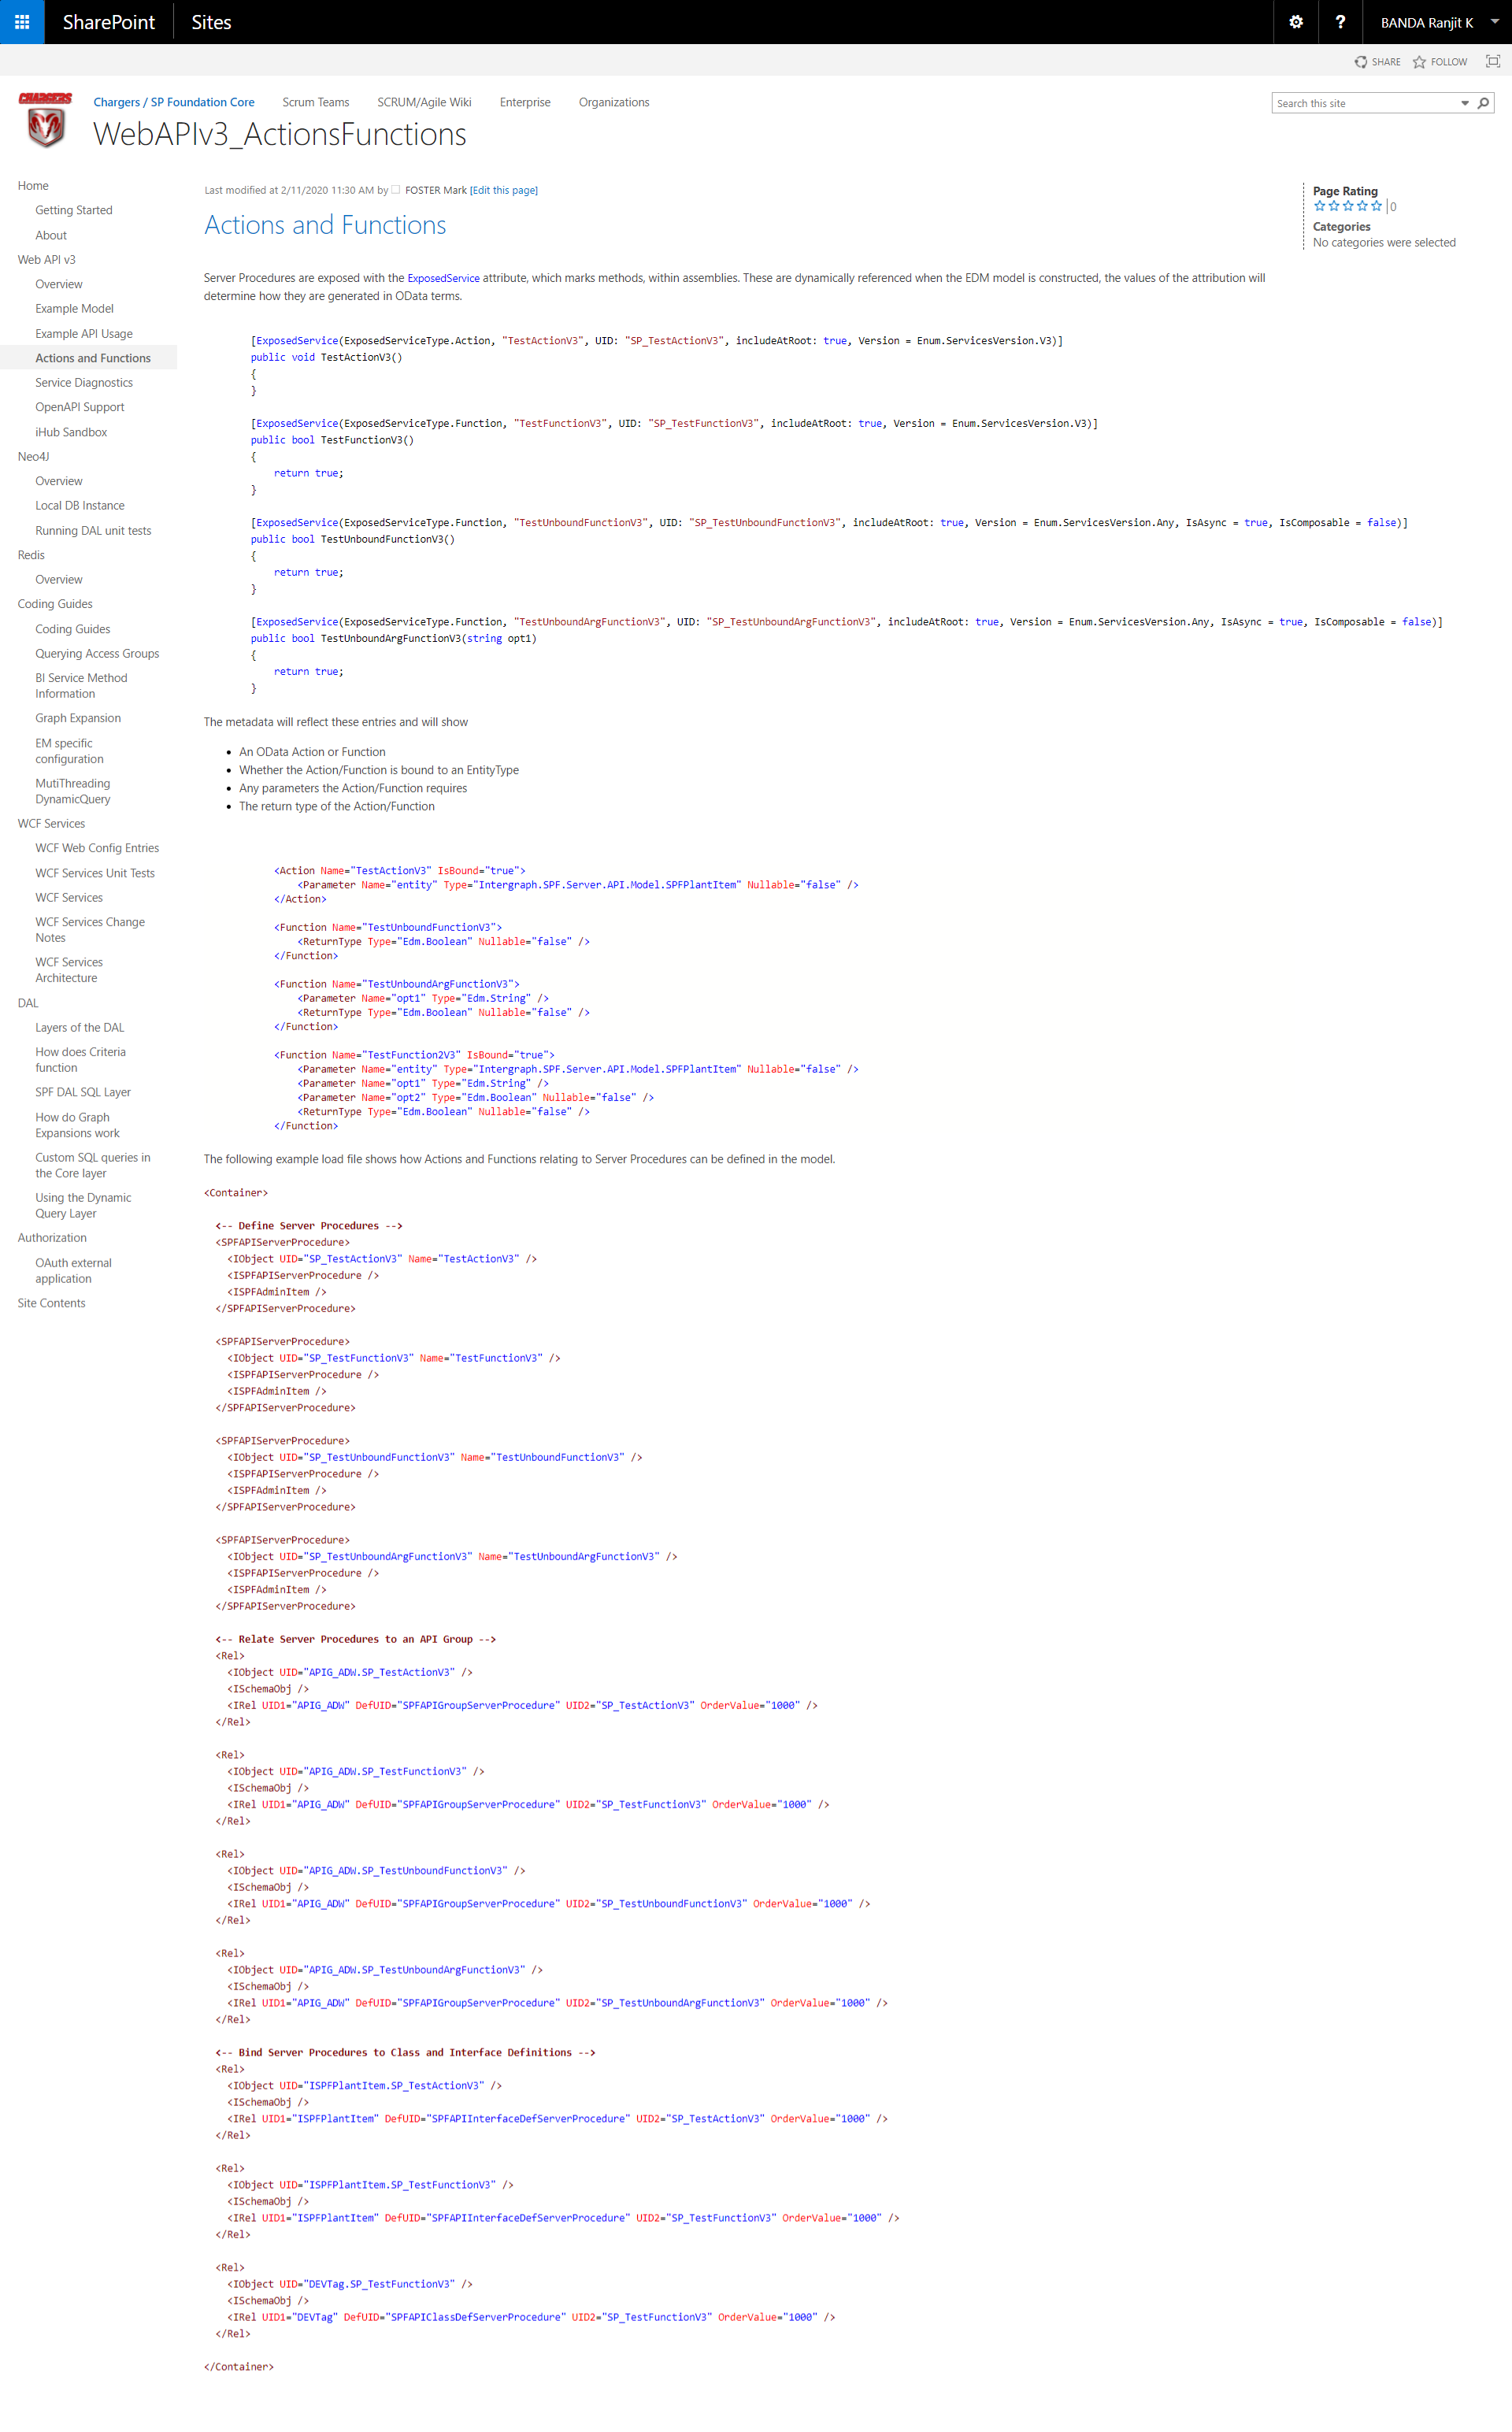 SharePoint Sites BANDA Ranjit K
SHARE FOLLOW
CHARGERS
Chargers / SP Foundation Core Scrum Teams SCRUM/Agile Wiki Enterprise Organizations
Search this site
WebAPIv3_ActionsFunctions
Home
Getting Started
About
Web API v3
Overview
Example Model
Example API Usage
Actions and Functions
Service Diagnostics
OpenAPI Support
iHub Sandbox
Neo4J
Overview
Local DB Instance
Running DAL unit tests
Redis
Overview
Coding Guides
Coding Guides
Querying Access Groups
BI Service Method
Information
Graph Expansion
EM specific
configuration
MutiThreading
DynamicQuery
WCF Services
WCF Web Config Entries
WCF Services Unit Tests
WCF Services
WCF Services Change
Notes
WCF Services
Architecture
DAL
Layers of the DAL
How does Criteria
function
SPF DAL SQL Layer
How do Graph
Expansions work
Custom SQL queries in
the Core layer
Using the Dynamic
Query Layer
Authorization
OAuth external
application
Site Contents
Last modified at 2/11/2020 11:30 AM by FOSTER Mark [Edit this page]
Actions and Functions
Page Rating
0
Categories
No categories were selected
Server Procedures are exposed with the ExposedService attribute, which marks methods, within assemblies. These are dynamically referenced when the EDM model is constructed, the values of the attribution will
determine how they are generated in OData terms.
[ExposedService(ExposedServiceType.Action, "TestActionV3", UID: "SP_TestActionV3", includeAtRoot: true, Version = Enum.ServicesVersion.V3)]
public void TestActionV3()
{
}
[ExposedService(ExposedServiceType.Function, "TestFunctionV3", UID: "SP_TestFunctionV3", includeAtRoot: true, Version = Enum.ServicesVersion.V3)]
public bool TestFunctionV3()
{
return true;
}
[ExposedService(ExposedServiceType.Function, "TestUnboundFunctionV3", UID: "SP_TestUnboundFunctionV3", includeAtRoot: true, Version = Enum.ServicesVersion.Any, IsAsync = true, IsComposable = false)]
public bool TestUnboundFunctionV3()
{
return true;
}
[ExposedService(ExposedServiceType.Function, "TestUnboundArgFunctionV3", UID: "SP_TestUnboundArgFunctionV3", includeAtRoot: true, Version = Enum.ServicesVersion.Any, IsAsync = true, IsComposable = false)]
public bool TestUnboundArgFunctionV3(string opt1)
{
return true;
}
The metadata will reflect these entries and will show
• An OData Action or Function
• Whether the Action/Function is bound to an EntityType
• Any parameters the Action/Function requires
• The return type of the Action/Function
<Action Name="TestActionV3" IsBound="true">
<Parameter Name="entity" Type="Intergraph.SPF.Server.API.Model.SPFPlantItem" Nullable="false" />
</Action>
<Function Name="TestUnboundFunctionV3">
<ReturnType Type="Edm.Boolean" Nullable="false" />
</Function>
<Function Name="TestUnboundArgFunctionV3">
<Parameter Name="opt1" Type="Edm.String" />
<ReturnType Type="Edm.Boolean" Nullable="false" />
</Function>
<Function Name="TestFunction2V3" IsBound="true">
<Parameter Name="entity" Type="Intergraph.SPF.Server.API.Model.SPFPlantItem" Nullable="false" />
<Parameter Name="opt1" Type="Edm.String" />
<Parameter Name="opt2" Type="Edm.Boolean" Nullable="false" />
<ReturnType Type="Edm.Boolean" Nullable="false" />
</Function>
The following example load file shows how Actions and Functions relating to Server Procedures can be defined in the model.
<Container>
<-- Define Server Procedures -->
<SPFAPIServerProcedure>
<IObject UID="SP_TestActionV3" Name="TestActionV3" />
<ISPFAPIServerProcedure />
<ISPFAdminItem />
</SPFAPIServerProcedure>
<SPFAPIServerProcedure>
<IObject UID="SP_TestFunctionV3" Name="TestFunctionV3" />
<ISPFAPIServerProcedure />
<ISPFAdminItem />
</SPFAPIServerProcedure>
<SPFAPIServerProcedure>
<IObject UID="SP_TestUnboundFunctionV3" Name="TestUnboundFunctionV3" />
<ISPFAPIServerProcedure />
<ISPFAdminItem />
</SPFAPIServerProcedure>
<SPFAPIServerProcedure>
<IObject UID="SP_TestUnboundArgFunctionV3" Name="TestUnboundArgFunctionV3" />
<ISPFAPIServerProcedure />
<ISPFAdminItem />
</SPFAPIServerProcedure>
<-- Relate Server Procedures to an API Group -->
<Rel>
<IObject UID="APIG_ADW.SP_TestActionV3" />
<ISchemaObj />
<IRel UID1="APIG_ADW" DefUID="SPFAPIGroupServerProcedure" UID2="SP_TestActionV3" OrderValue="1000" />
</Rel>
<Rel>
<IObject UID="APIG_ADW.SP_TestFunctionV3" />
<ISchemaObj />
<IRel UID1="APIG_ADW" DefUID="SPFAPIGroupServerProcedure" UID2="SP_TestFunctionV3" OrderValue="1000" />
</Rel>
<Rel>
<IObject UID="APIG_ADW.SP_TestUnboundFunctionV3" />
<ISchemaObj />
<IRel UID1="APIG_ADW" DefUID="SPFAPIGroupServerProcedure" UID2="SP_TestUnboundFunctionV3" OrderValue="1000" />
</Rel>
<Rel>
<IObject UID="APIG_ADW.SP_TestUnboundArgFunctionV3" />
<ISchemaObj />
<IRel UID1="APIG_ADW" DefUID="SPFAPIGroupServerProcedure" UID2="SP_TestUnboundArgFunctionV3" OrderValue="1000" />
</Rel>
<-- Bind Server Procedures to Class and Interface Definitions -->
<Rel>
<IObject UID="ISPFPlantItem.SP_TestActionV3" />
<ISchemaObj />
<IRel UID1="ISPFPlantItem" DefUID="SPFAPIInterfaceDefServerProcedure" UID2="SP_TestActionV3" OrderValue="1000" />
</Rel>
<Rel>
<IObject UID="ISPFPlantItem.SP_TestFunctionV3" />
<ISchemaObj />
<IRel UID1="ISPFPlantItem" DefUID="SPFAPIInterfaceDefServerProcedure" UID2="SP_TestFunctionV3" OrderValue="1000" />
</Rel>
<Rel>
<IObject UID="DEVTag.SP_TestFunctionV3" />
<ISchemaObj />
<IRel UID1="DEVTag" DefUID="SPFAPIClassDefServerProcedure" UID2="SP_TestFunctionV3" OrderValue="1000" />
</Rel>
</Container>